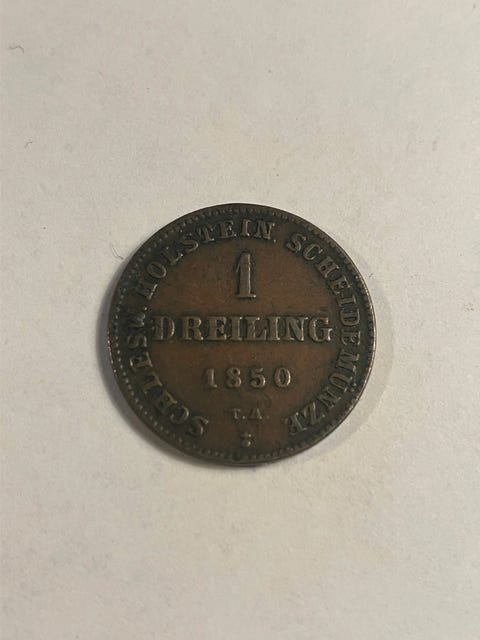 SCHLESW. HOLSTEIN. SCHEIDEMÜNZE
1
DREILING
1850
T.A.